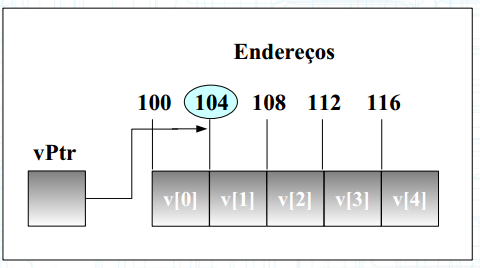 Endereços
100 104 108 112 116
vPtr
v[0] v[1] v[2] v[3] v[4]